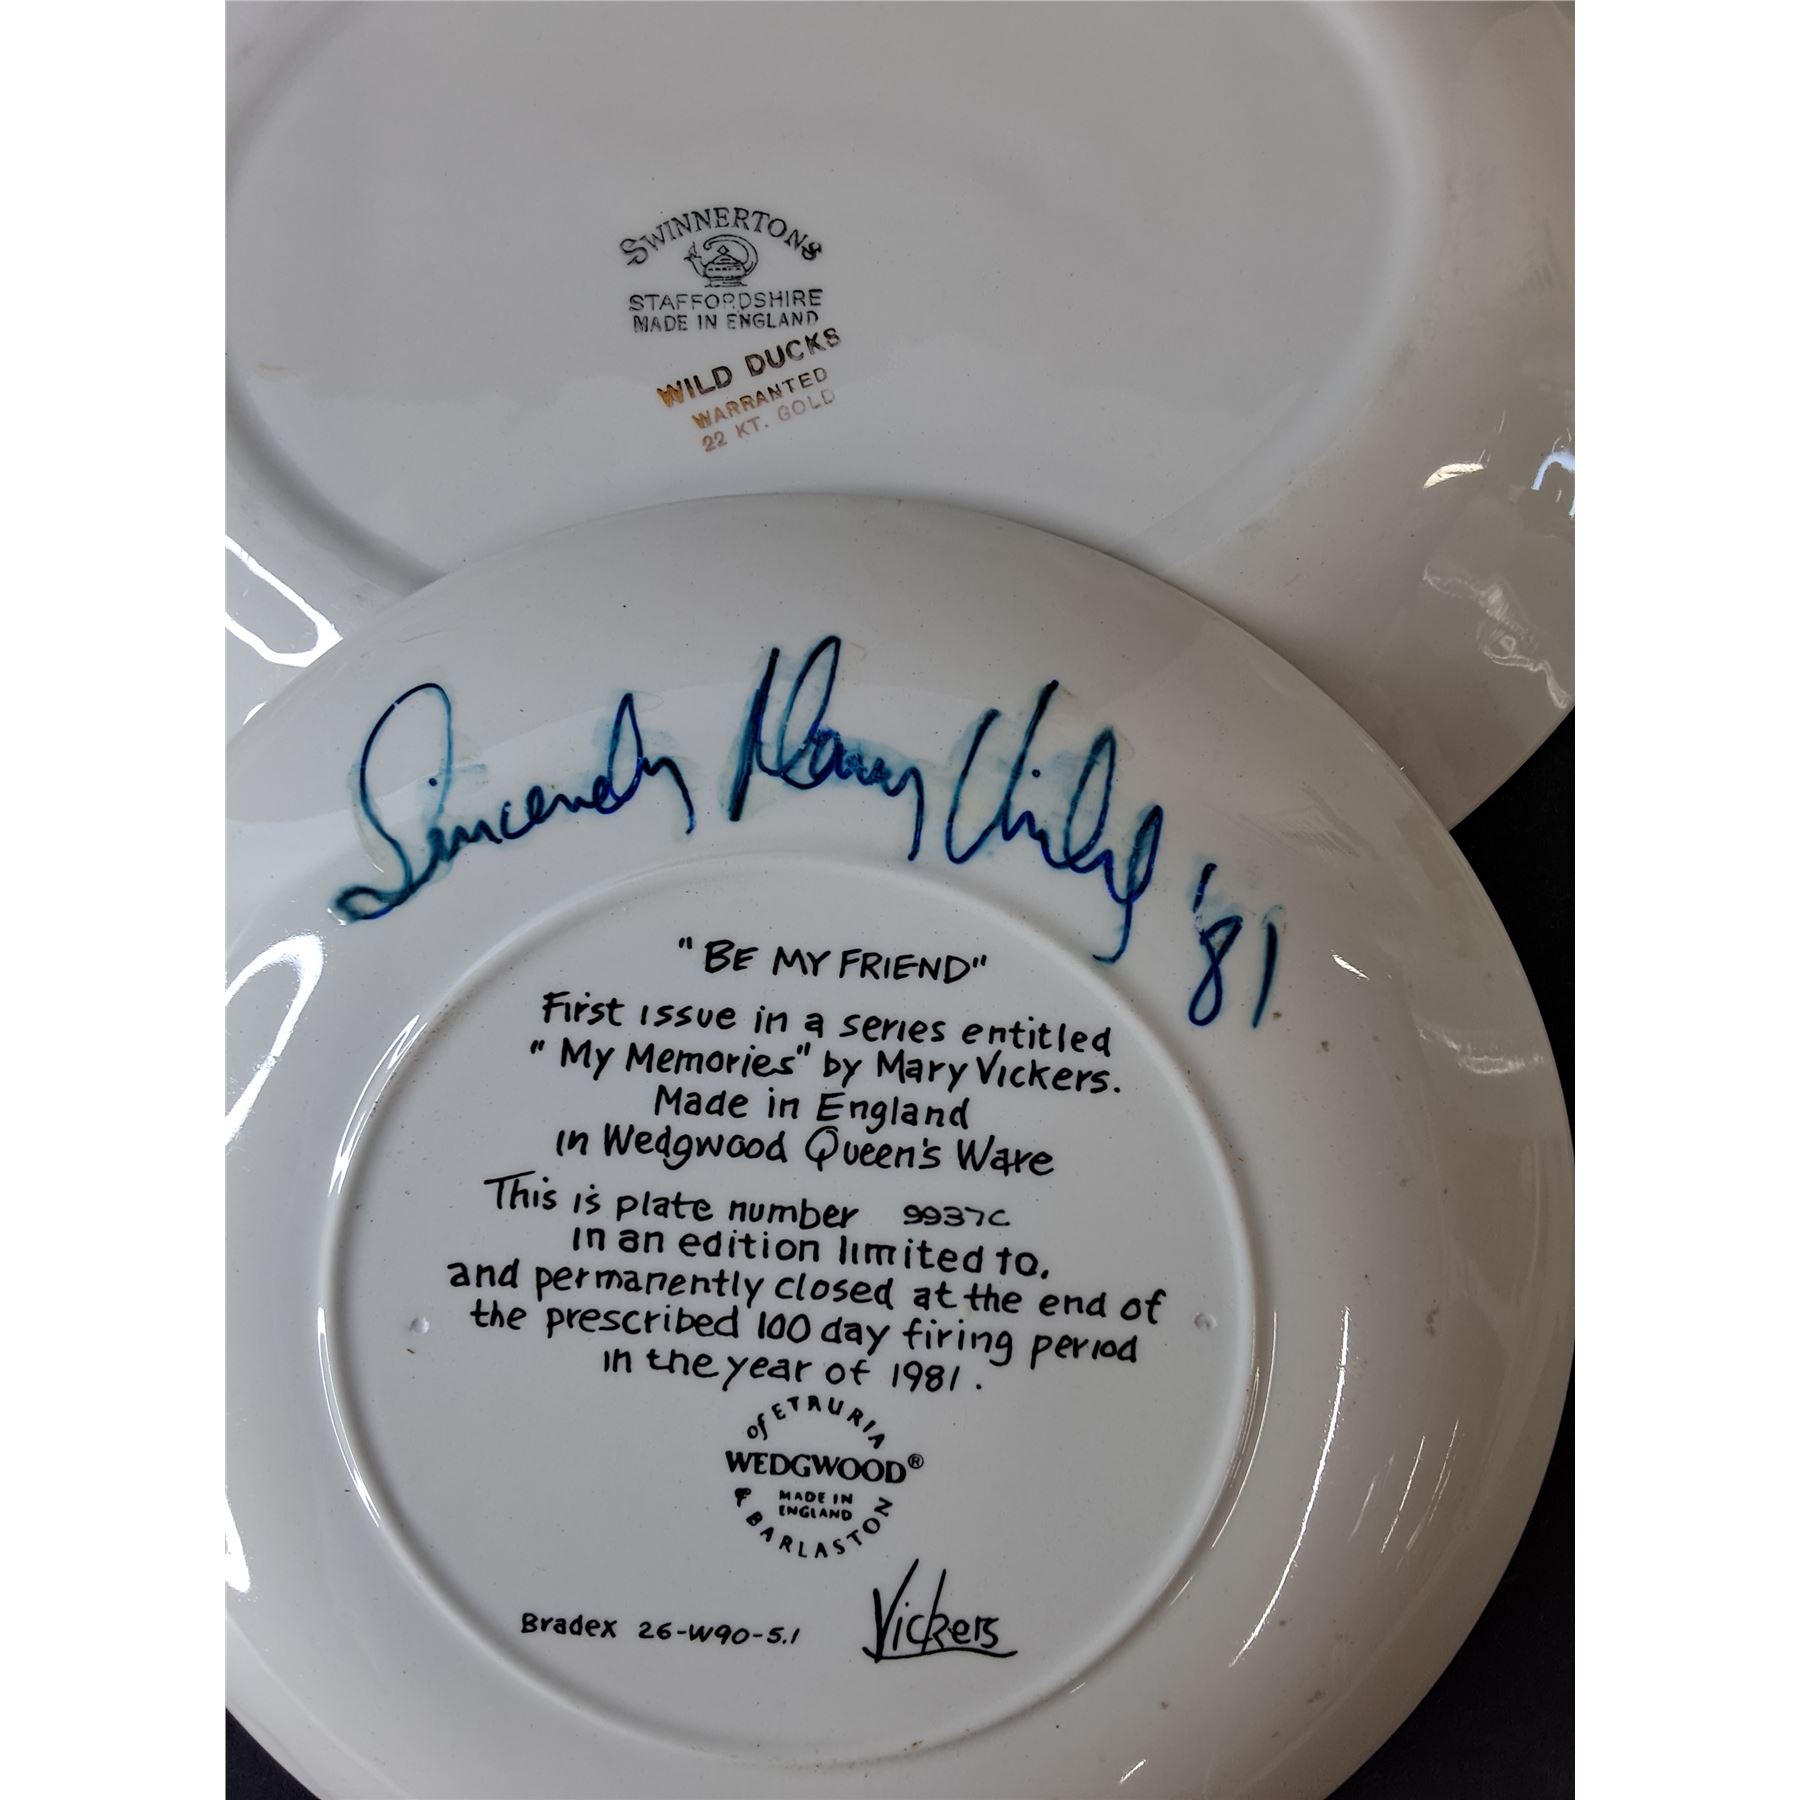 SWINNERTONS
STAFFORDSHIRE
MADE IN ENGLAND
WILD DUCKS
WARRANTED
22 KT. GOLD
Sincerely Mary Vickers '81
"BE MY FRIEND"
First issue in a series entitled
"My Memories" by Mary Vickers.
Made in England
in Wedgwood Queen's Ware
This is plate number 9937C
in an edition limited to,
and permanently closed at the end of
the prescribed 100 day firing period
in the year of 1981.
of ETRURIA
WEDGWOOD®
MADE IN
ENGLAND
& BARLASTON
Bradex 26-W90-5.1
Vickers